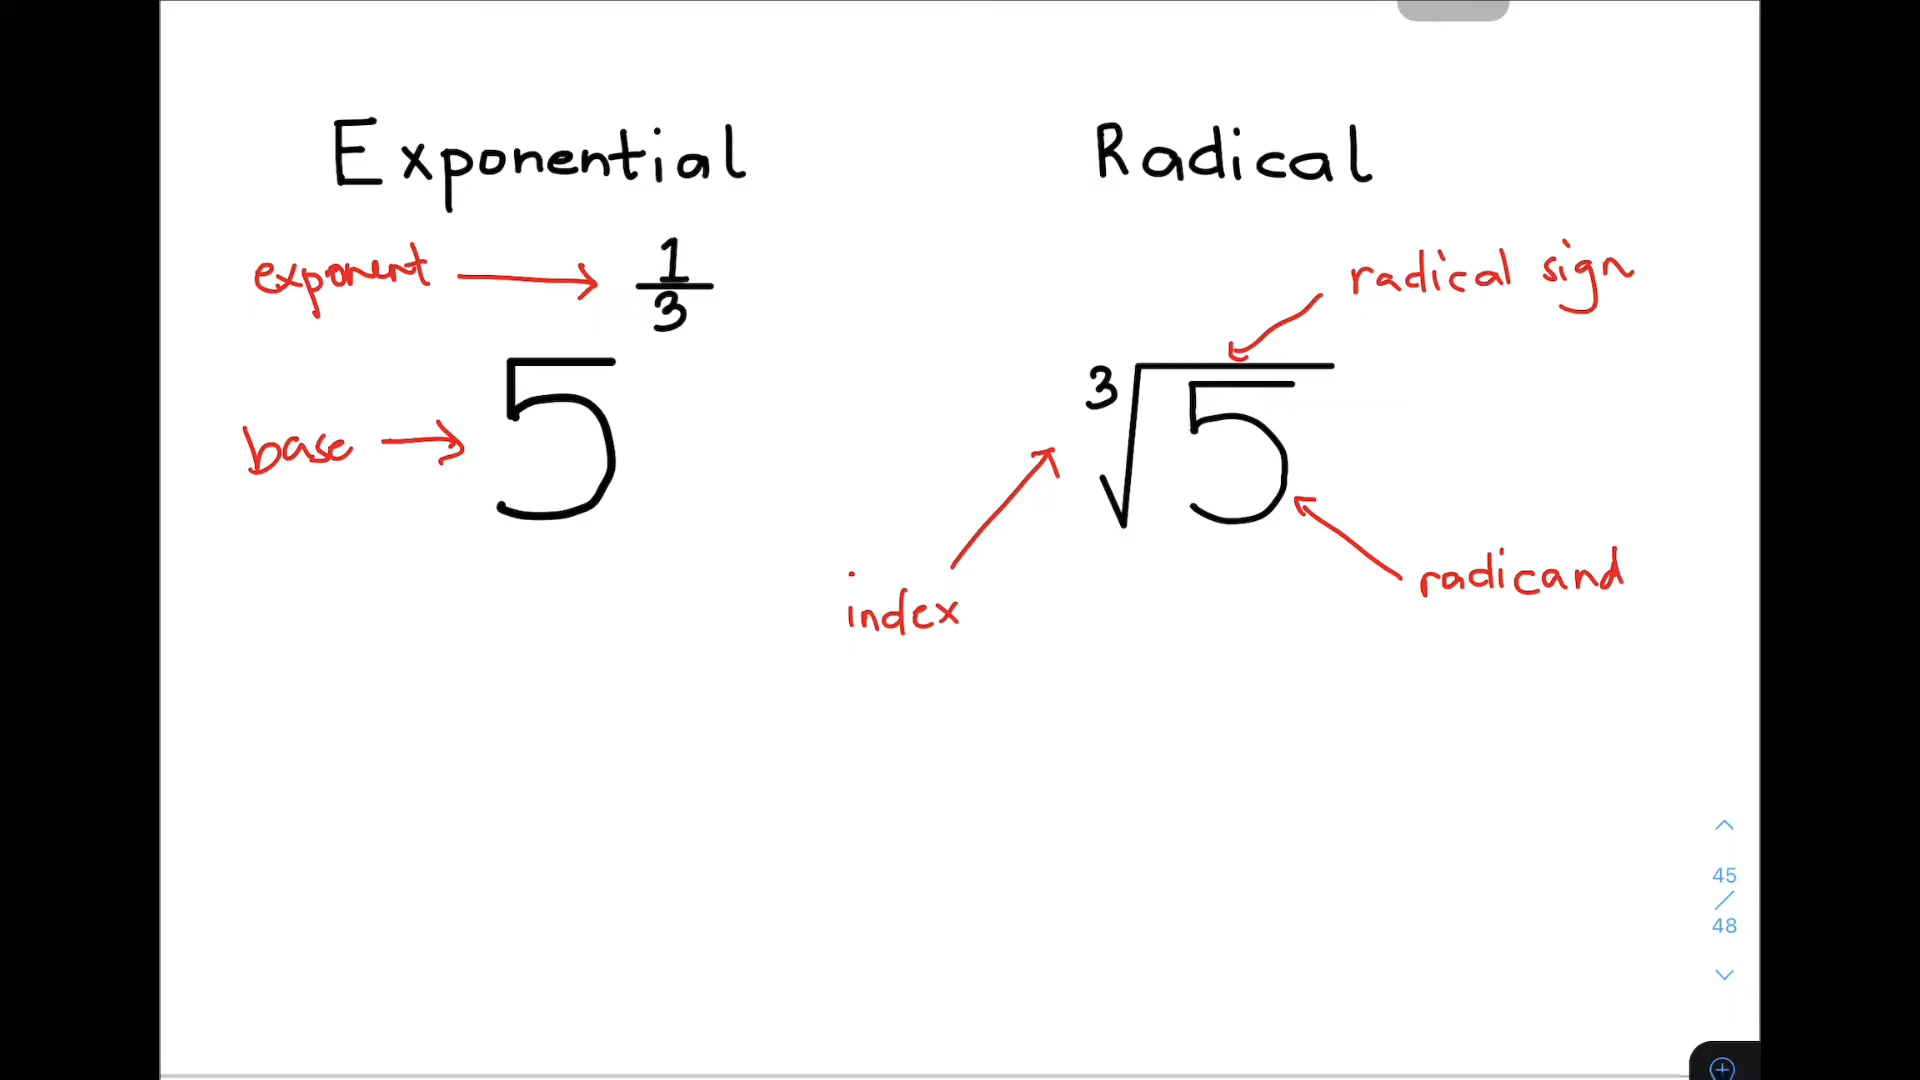 Exponential
exponent → 1/3
base → 5
Radical
radical sign
3√5
index
radicand
45
/
48